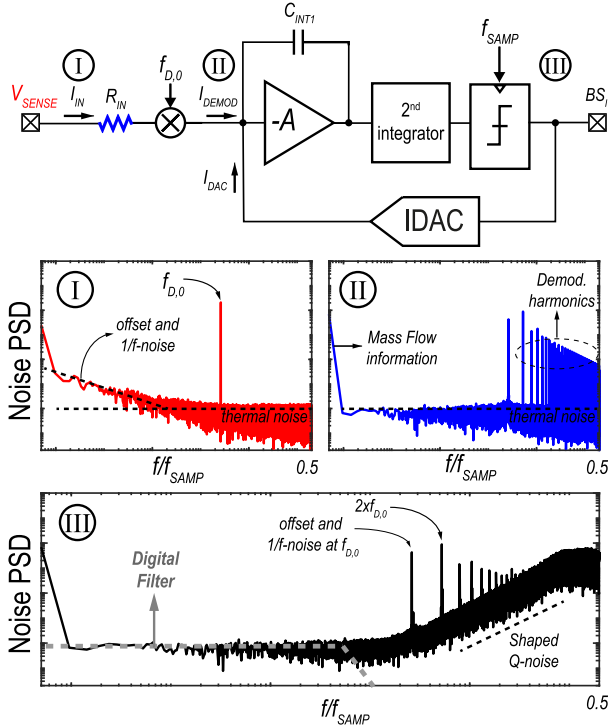 C_INT1
I
f_D,0
II
f_SAMP
III
V_SENSE
I_IN
R_IN
I_DEMOD
BS_I
-A
2nd
integrator
I_DAC
IDAC
I
f_D,0
offset and
1/f-noise
thermal noise
Noise PSD
f/f_SAMP
0.5
II
Demod.
harmonics
Mass Flow
information
thermal noise
f/f_SAMP
0.5
III
2xf_D,0
offset and
1/f-noise at f_D,0
Digital
Filter
Noise PSD
Shaped
Q-noise
f/f_SAMP
0.5